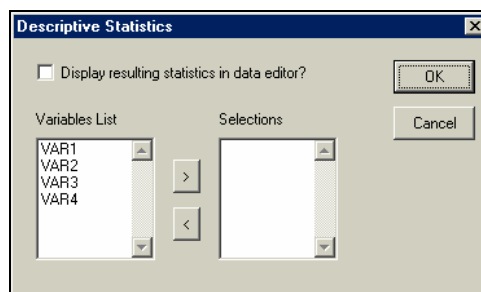 Descriptive Statistics
Display resulting statistics in data editor?
OK
Cancel
Variables List
Selections
VAR1
VAR2
VAR3
VAR4
>
<